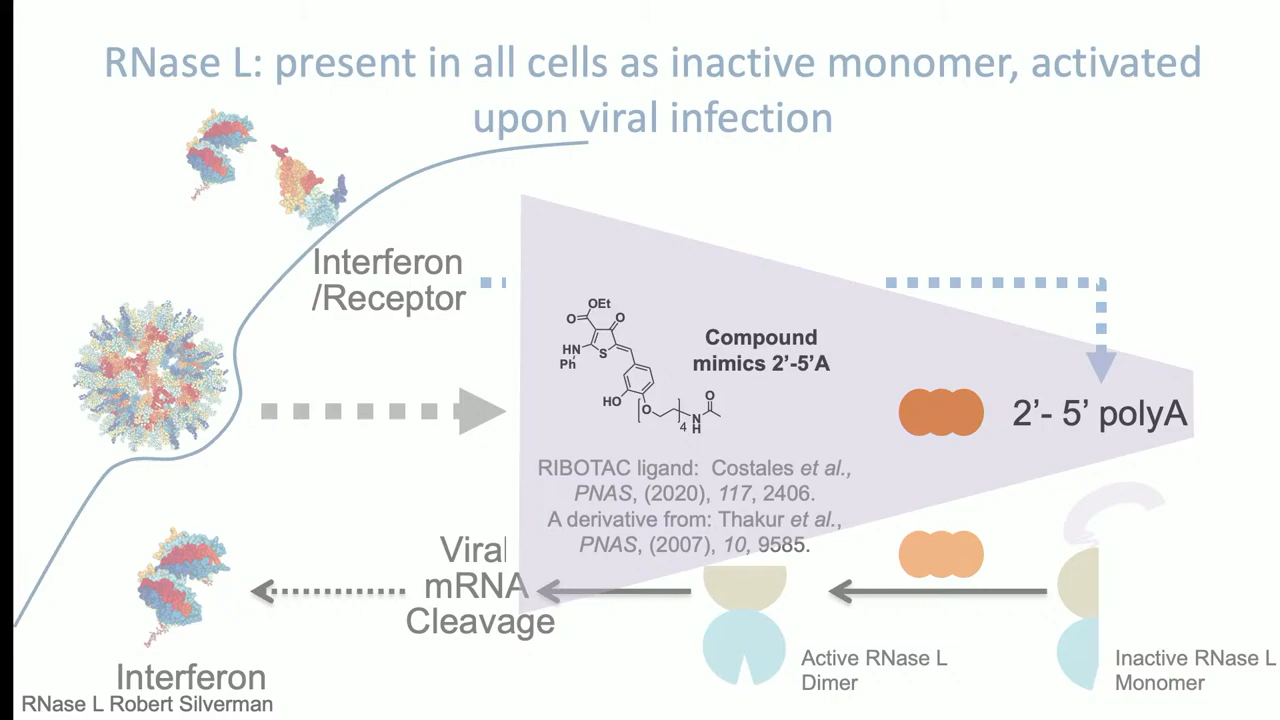 RNase L: present in all cells as inactive monomer, activated
upon viral infection
Interferon
/Receptor
OEt
O
O
HN
S
Ph
HO
O
O
4
N
H
Compound
mimics 2’-5’A
2’- 5’ polyA
RIBOTAC ligand: Costales et al.,
PNAS, (2020), 117, 2406.
A derivative from: Thakur et al.,
PNAS, (2007), 10, 9585.
Viral
mRNA
Cleavage
Active RNase L
Dimer
Inactive RNase L
Monomer
Interferon
RNase L Robert Silverman